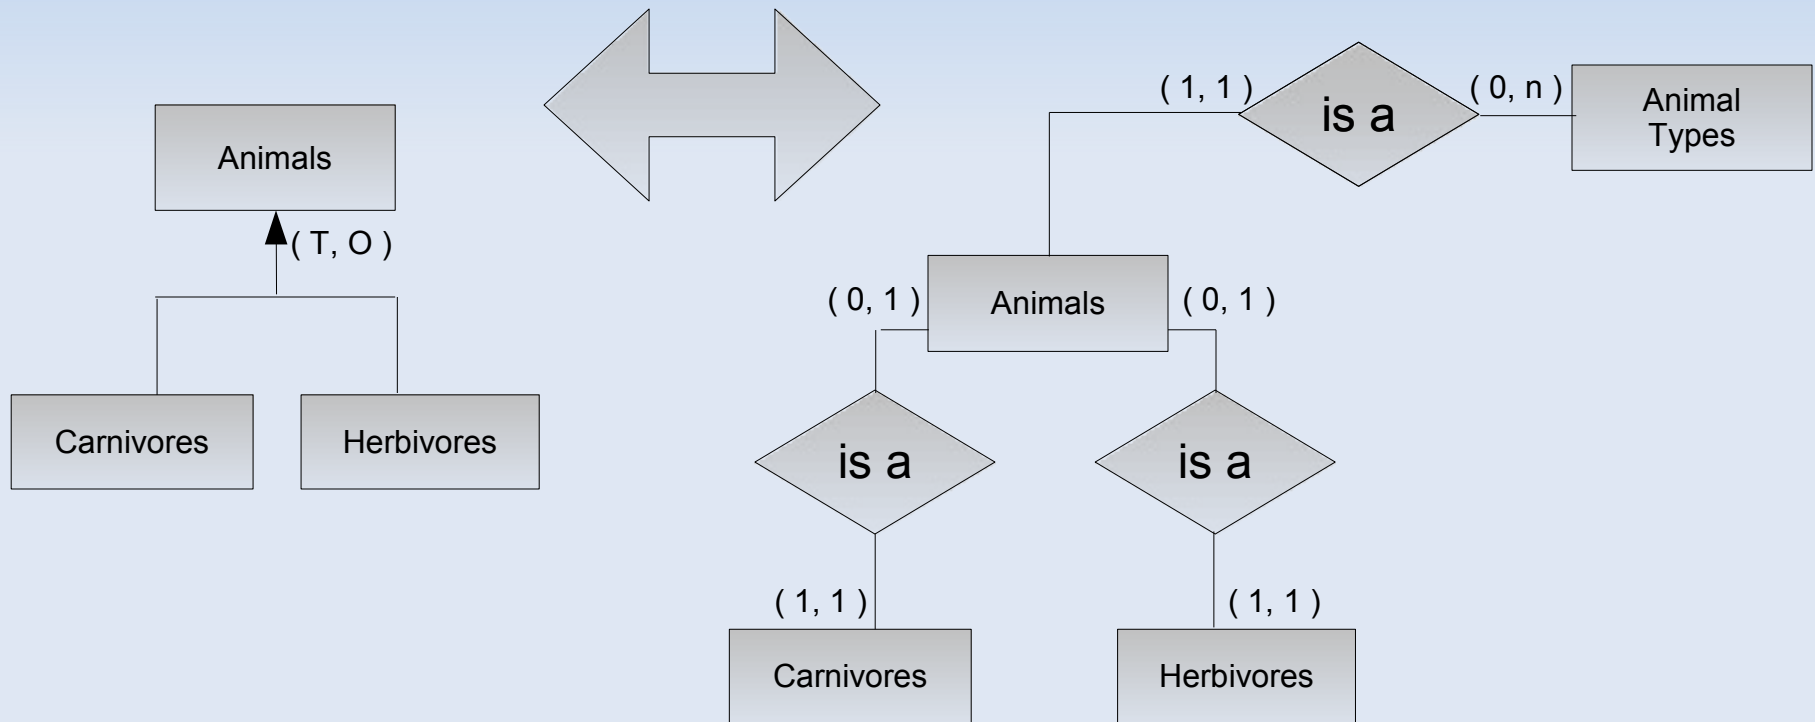 Animals
( T, O )
Carnivores
Herbivores
( 1, 1 )
is a
( 0, n )
Animal
Types
( 0, 1 )
Animals
( 0, 1 )
is a
is a
( 1, 1 )
( 1, 1 )
Carnivores
Herbivores